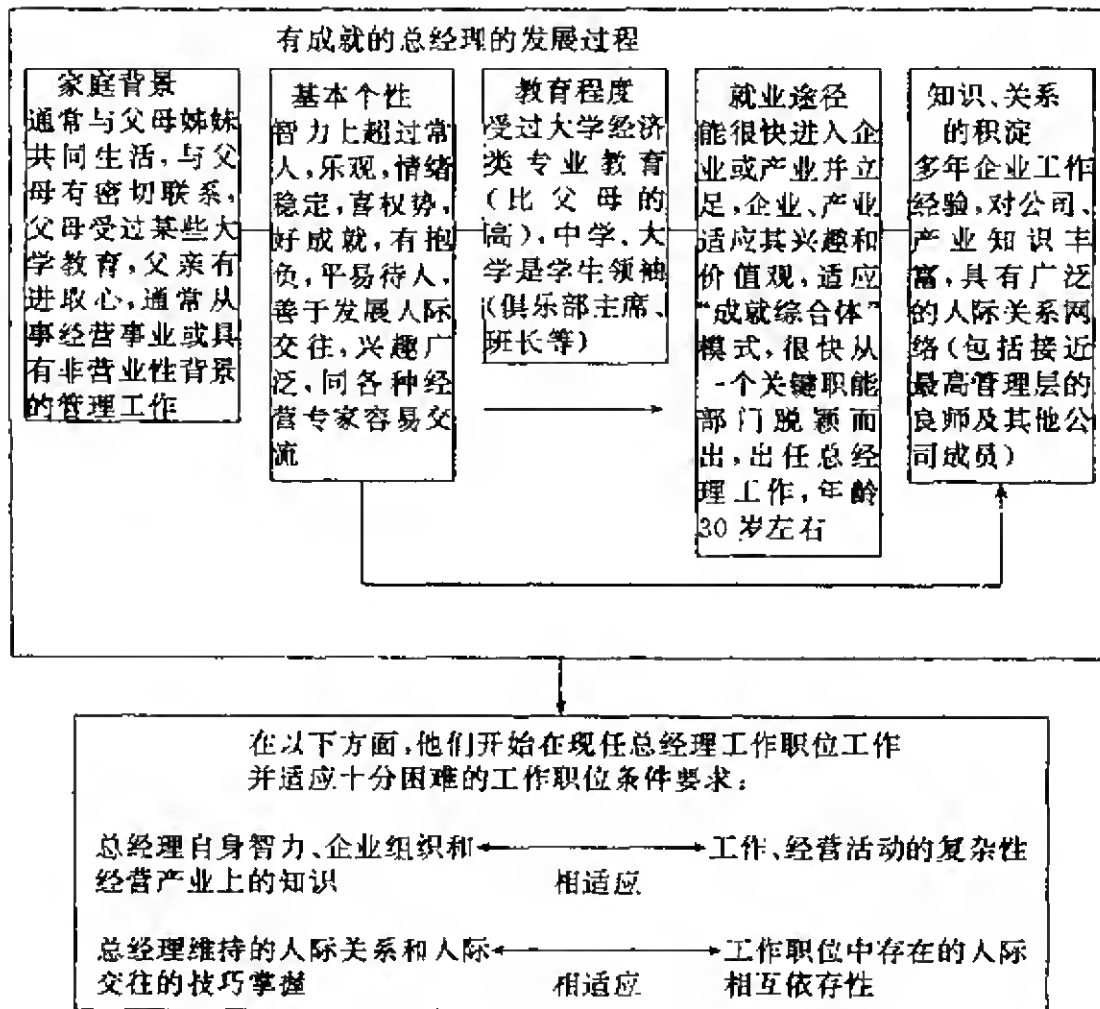 有成就的总经理的发展过程
家庭背景
通常与父母姊妹
共同生活,与父
母有密切联系,
父母受过某些大
学教育,父亲有
进取心,通常从
事经营事业或具
有非营业性背景
的管理工作
基本个性
智力上超过常
人,乐观,情绪
稳定,喜权势,
好成就,有抱
负,平易待人,
善于发展人际
交往,兴趣广
泛,同各种经
营专家容易交
流
教育程度
受过大学经济
类专业教育
(比父母的
高),中学、大
学是学生领袖
(俱乐部主席、
班长等)
就业途径
能很快进入企
业或产业并立
足,企业、产业
适应其兴趣和
价值观,适应
“成就综合体”
模式,很快从
一个关键职能
部门脱颖而
出,出任总经
理工作,年龄
30岁左右
知识、关系
的积淀
多年企业工作
经验,对公司、
产业知识丰
富,具有广泛
的人际关系网
络(包括接近
最高管理层的
良师及其他公
司成员)
在以下方面,他们开始在现任总经理工作职位工作
并适应十分困难的工作职位条件要求:
总经理自身智力、企业组织和
经营产业上的知识
相适应
工作、经营活动的复杂性
总经理维持的人际关系和人际
交往的技巧掌握
相适应
工作职位中存在的人际
相互依存性